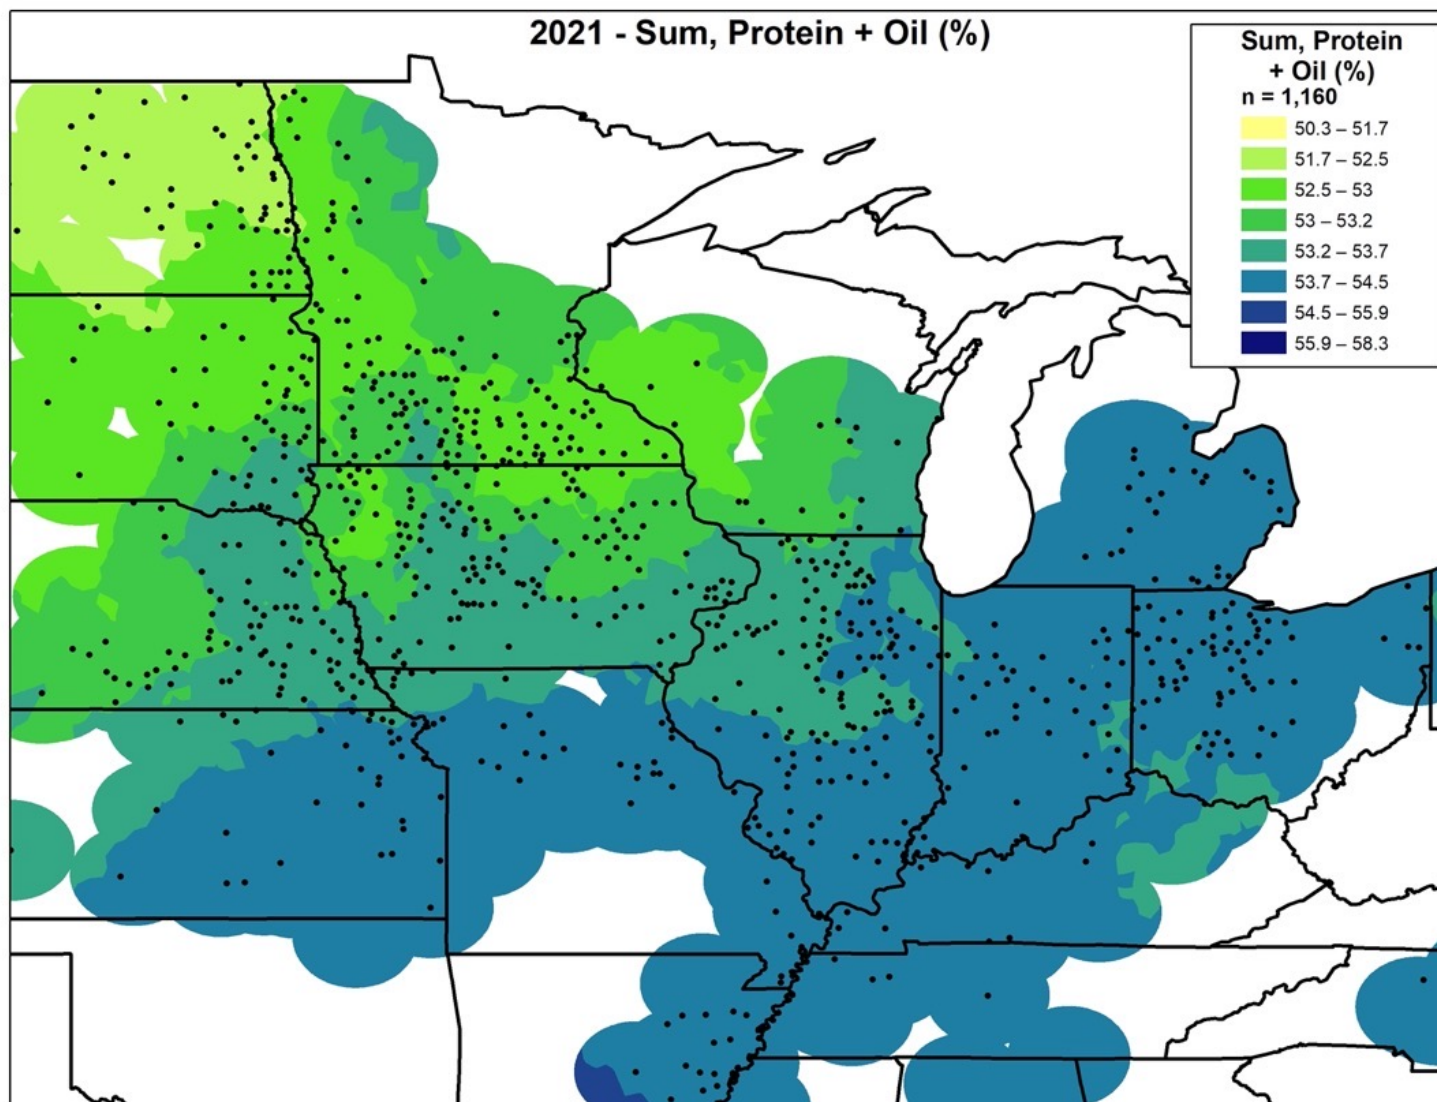 2021 - Sum, Protein + Oil (%)
Sum, Protein
+ Oil (%)
n = 1,160
50.3 – 51.7
51.7 – 52.5
52.5 – 53
53 – 53.2
53.2 – 53.7
53.7 – 54.5
54.5 – 55.9
55.9 – 58.3